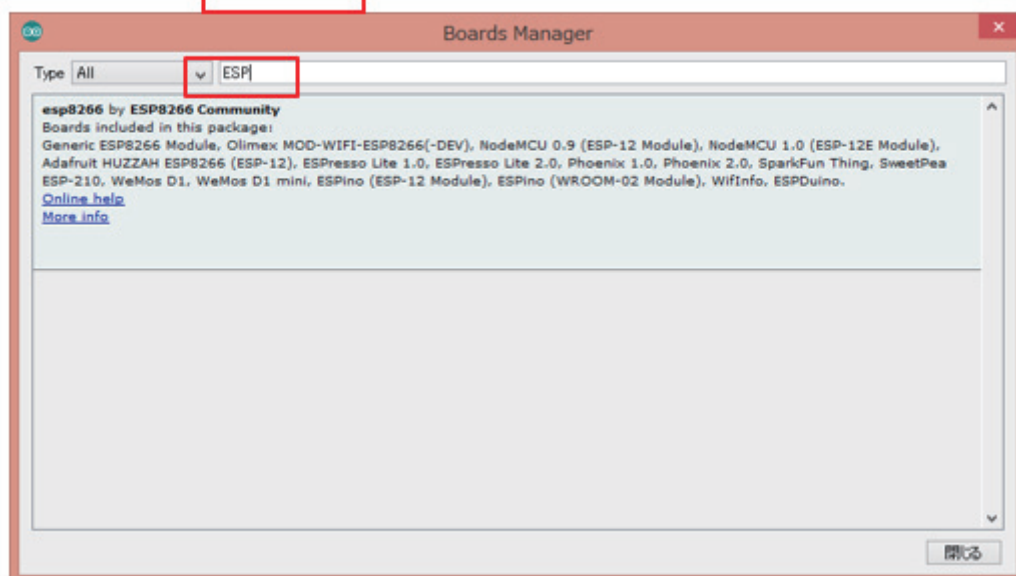 Boards Manager
Type All ESP
esp8266 by ESP8266 Community
Boards included in this package:
Generic ESP8266 Module, Olimex MOD-WIFI-ESP8266(-DEV), NodeMCU 0.9 (ESP-12 Module), NodeMCU 1.0 (ESP-12E Module),
Adafruit HUZZAH ESP8266 (ESP-12), ESPresso Lite 1.0, ESPresso Lite 2.0, Phoenix 1.0, Phoenix 2.0, SparkFun Thing, SweetPea
ESP-210, WeMos D1, WeMos D1 mini, ESPino (ESP-12 Module), ESPino (WROOM-02 Module), WifInfo, ESPDuino.
Online help
More info
閉じる